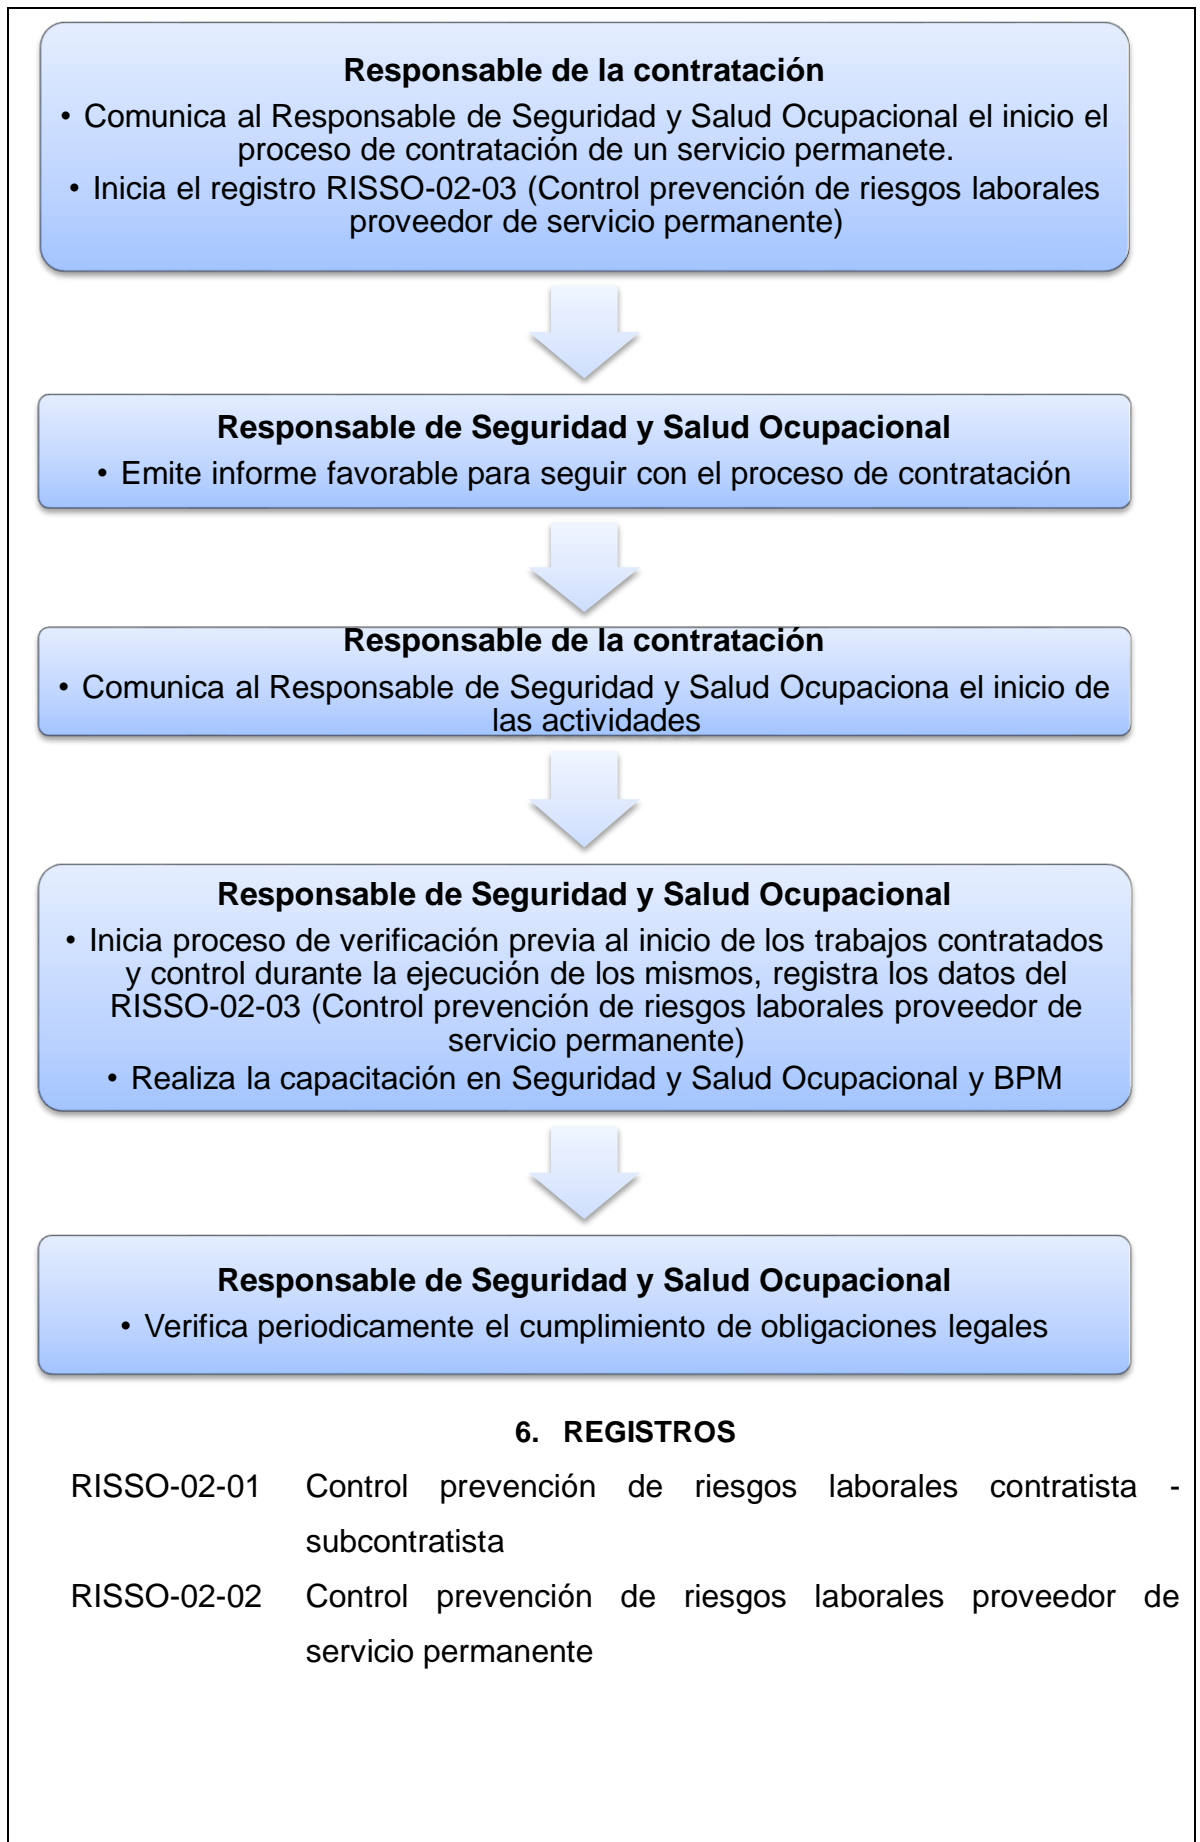 Responsable de la contratación
• Comunica al Responsable de Seguridad y Salud Ocupacional el inicio el
proceso de contratación de un servicio permanete.
• Inicia el registro RISSO-02-03 (Control prevención de riesgos laborales
proveedor de servicio permanente)
Responsable de Seguridad y Salud Ocupacional
• Emite informe favorable para seguir con el proceso de contratación
Responsable de la contratación
• Comunica al Responsable de Seguridad y Salud Ocupaciona el inicio de
las actividades
Responsable de Seguridad y Salud Ocupacional
• Inicia proceso de verificación previa al inicio de los trabajos contratados
y control durante la ejecución de los mismos, registra los datos del
RISSO-02-03 (Control prevención de riesgos laborales proveedor de
servicio permanente)
• Realiza la capacitación en Seguridad y Salud Ocupacional y BPM
Responsable de Seguridad y Salud Ocupacional
• Verifica periodicamente el cumplimiento de obligaciones legales
6. REGISTROS
RISSO-02-01 Control prevención de riesgos laborales contratista -
subcontratista
RISSO-02-02 Control prevención de riesgos laborales proveedor de
servicio permanente